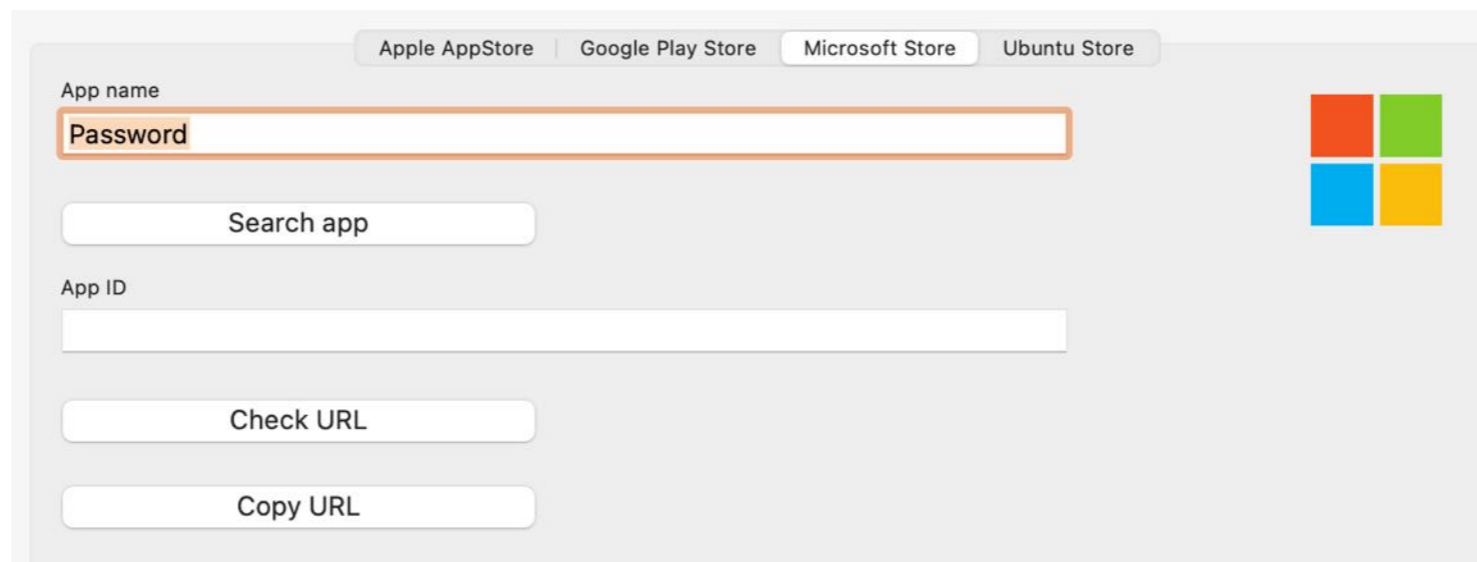 Apple AppStore Google Play Store Microsoft Store Ubuntu Store
App name
Password
Search app
App ID
Check URL
Copy URL